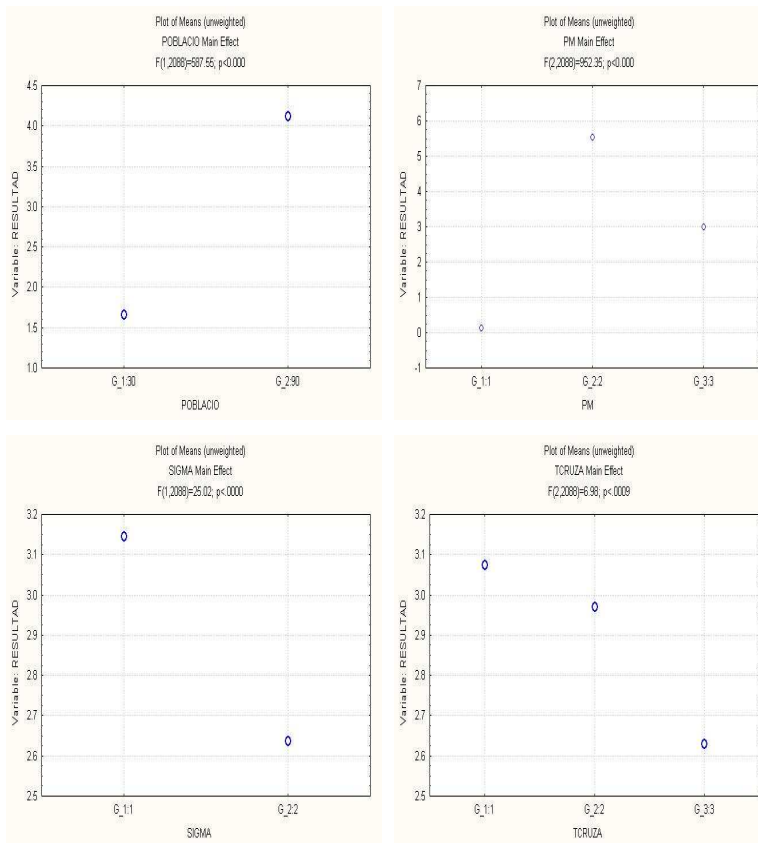 Plot of Means (unweighted)
POBLACIO Main Effect
F(1,2088)=587.55; p<0.000
Variable: RESULTAD
4.5
4.0
3.5
3.0
2.5
2.0
1.5
1.0
G_1:30 G_2:90
POBLACIO
Plot of Means (unweighted)
PM Main Effect
F(2,2088)=952.35; p<0.000
Variable: RESULTAD
7
6
5
4
3
2
1
0
-1
G_1:1 G_2:2 G_3:3
PM
Plot of Means (unweighted)
SIGMA Main Effect
F(1,2088)=25.02; p<.0000
Variable: RESULTAD
3.2
3.1
3.0
2.9
2.8
2.7
2.6
2.5
G_1:1 G_2:2
SIGMA
Plot of Means (unweighted)
TCRUZA Main Effect
F(2,2088)=6.98; p<.0009
Variable: RESULTAD
3.2
3.1
3.0
2.9
2.8
2.7
2.6
2.5
G_1:1 G_2:2 G_3:3
TCRUZA